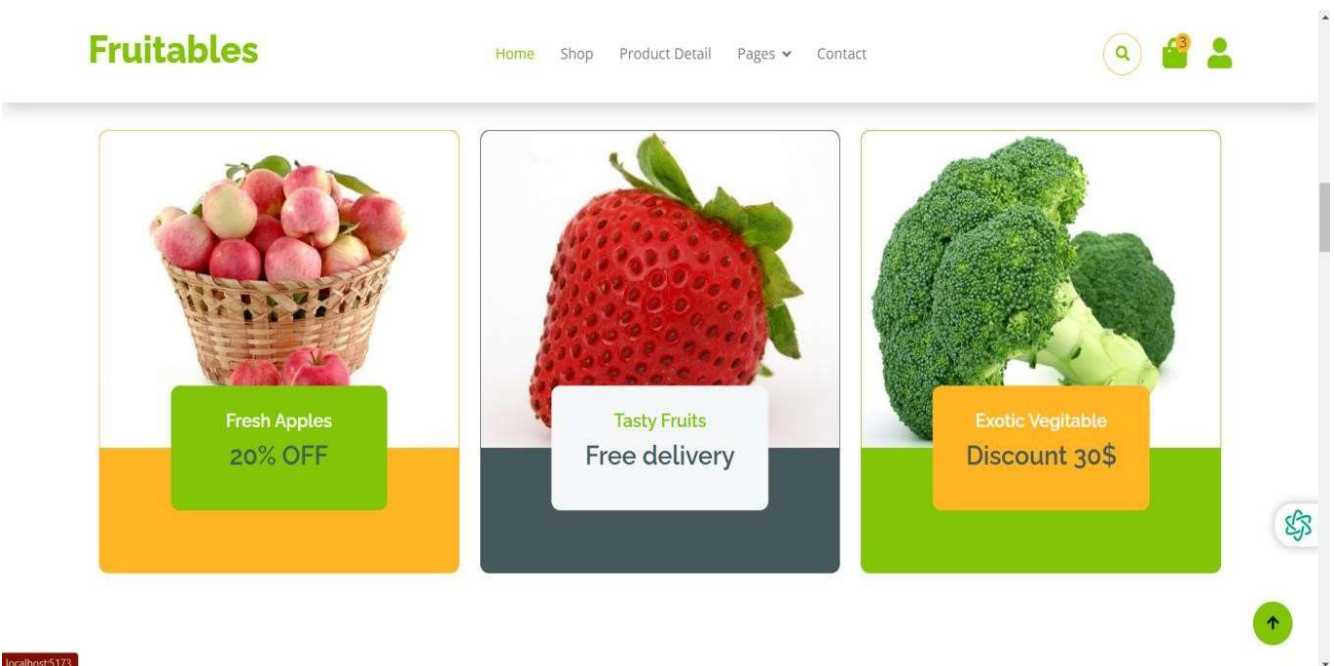 Fruitables
Home Shop Product Detail Pages Contact
3
Fresh Apples
20% OFF
Tasty Fruits
Free delivery
Exotic Vegitable
Discount 30$
localhost:5173